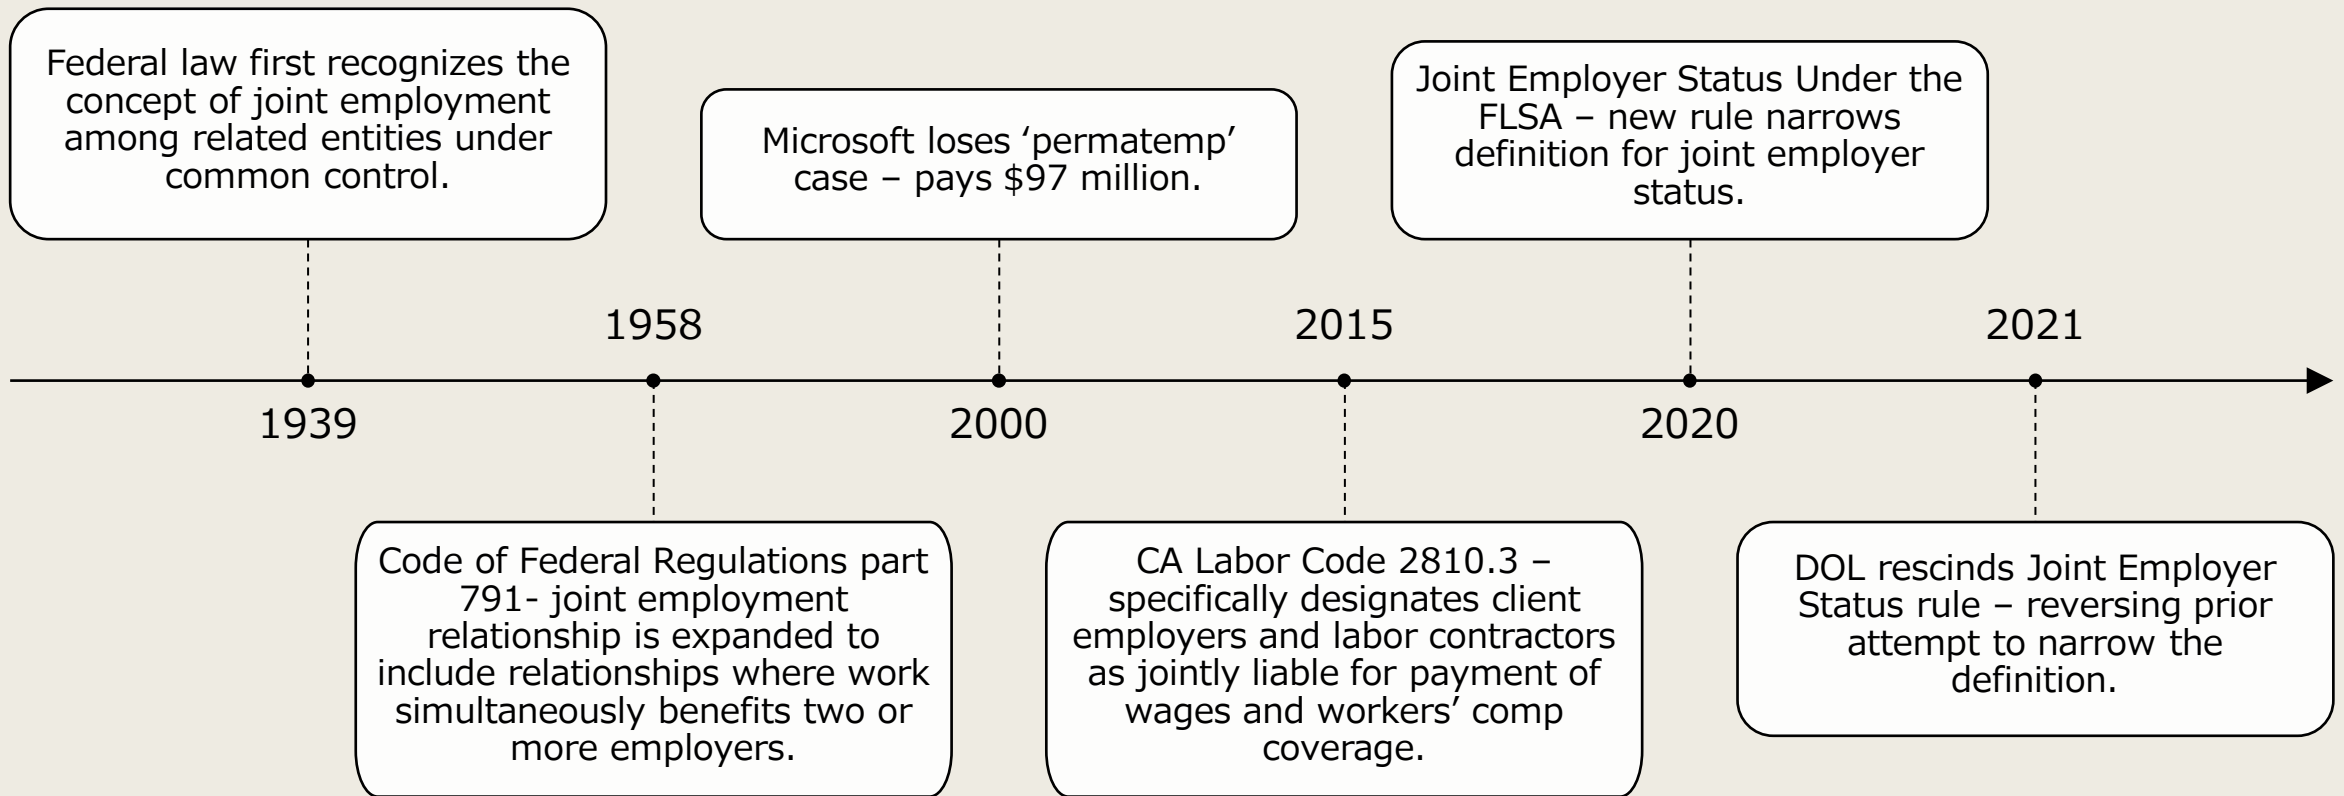 Federal law first recognizes the
concept of joint employment
among related entities under
common control.
1939
1958
Code of Federal Regulations part
791- joint employment
relationship is expanded to
include relationships where work
simultaneously benefits two or
more employers.
Microsoft loses ‘permatemp’
case – pays $97 million.
2000
2015
CA Labor Code 2810.3 –
specifically designates client
employers and labor contractors
as jointly liable for payment of
wages and workers’ comp
coverage.
Joint Employer Status Under the
FLSA – new rule narrows
definition for joint employer
status.
2020
2021
DOL rescinds Joint Employer
Status rule – reversing prior
attempt to narrow the
definition.